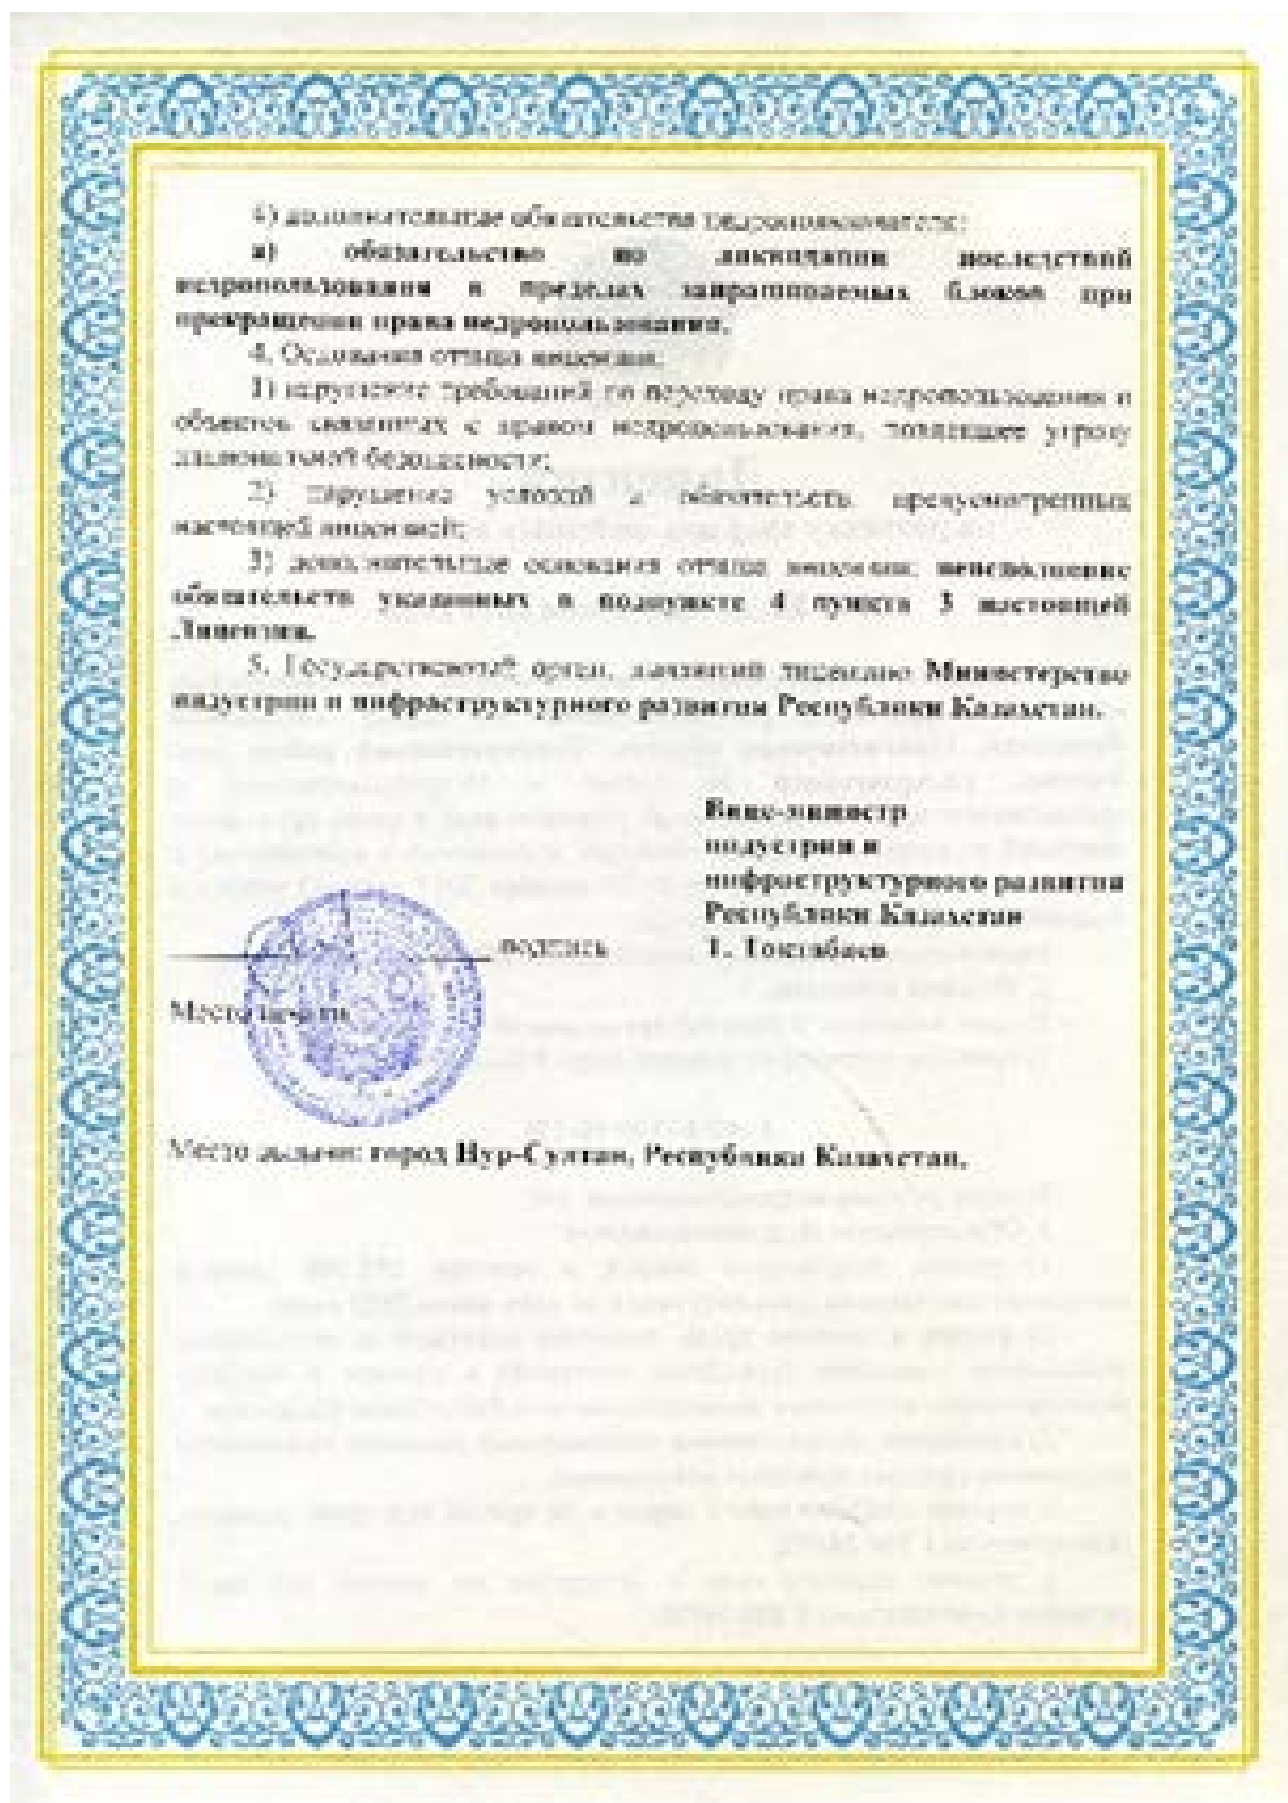 4) дополнительные обязательства недропользователя:
а) обязательство по ликвидации последствий
недропользования в пределах запрашиваемых блоков при
прекращении права недропользования.
4. Основания отзыва лицензии:
1) нарушение требований по переходу права недропользования и
объектов связанных с правом недропользования, повлекшее угрозу
национальной безопасности;
2) нарушение условий и обязательств, предусмотренных
настоящей лицензией;
3) дополнительные основания отзыва лицензии: неисполнение
обязательств указанных в подпункте 4 пункта 3 настоящей
Лицензии.
5. Государственный орган, выдавший лицензию Министерство
индустрии и инфраструктурного развития Республики Казахстан.
Вице-министр
индустрии и
инфраструктурного развития
Республики Казахстан
подпись Т. Токтабаев
Место печати
Место выдачи: город Нур-Султан, Республика Казахстан.